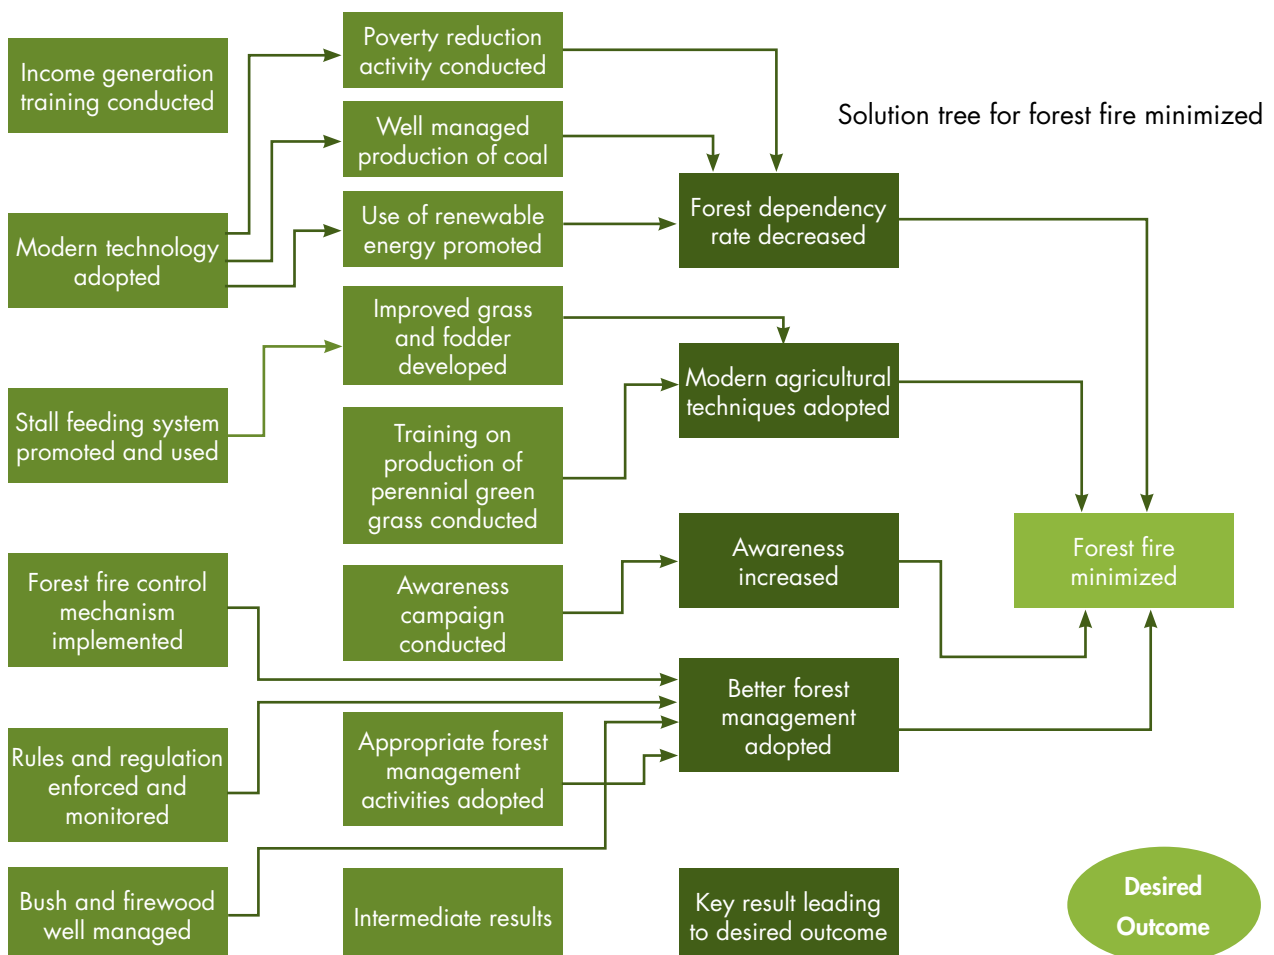 Income generation
training conducted
Modern technology
adopted
Stall feeding system
promoted and used
Forest fire control
mechanism
implemented
Rules and regulation
enforced and
monitored
Bush and firewood
well managed
Poverty reduction
activity conducted
Well managed
production of coal
Use of renewable
energy promoted
Improved grass
and fodder
developed
Training on
production of
perennial green
grass conducted
Awareness
campaign
conducted
Appropriate forest
management
activities adopted
Intermediate results
Solution tree for forest fire minimized
Forest dependency
rate decreased
Modern agricultural
techniques adopted
Awareness
increased
Better forest
management
adopted
Key result leading
to desired outcome
Forest fire
minimized
Desired
Outcome